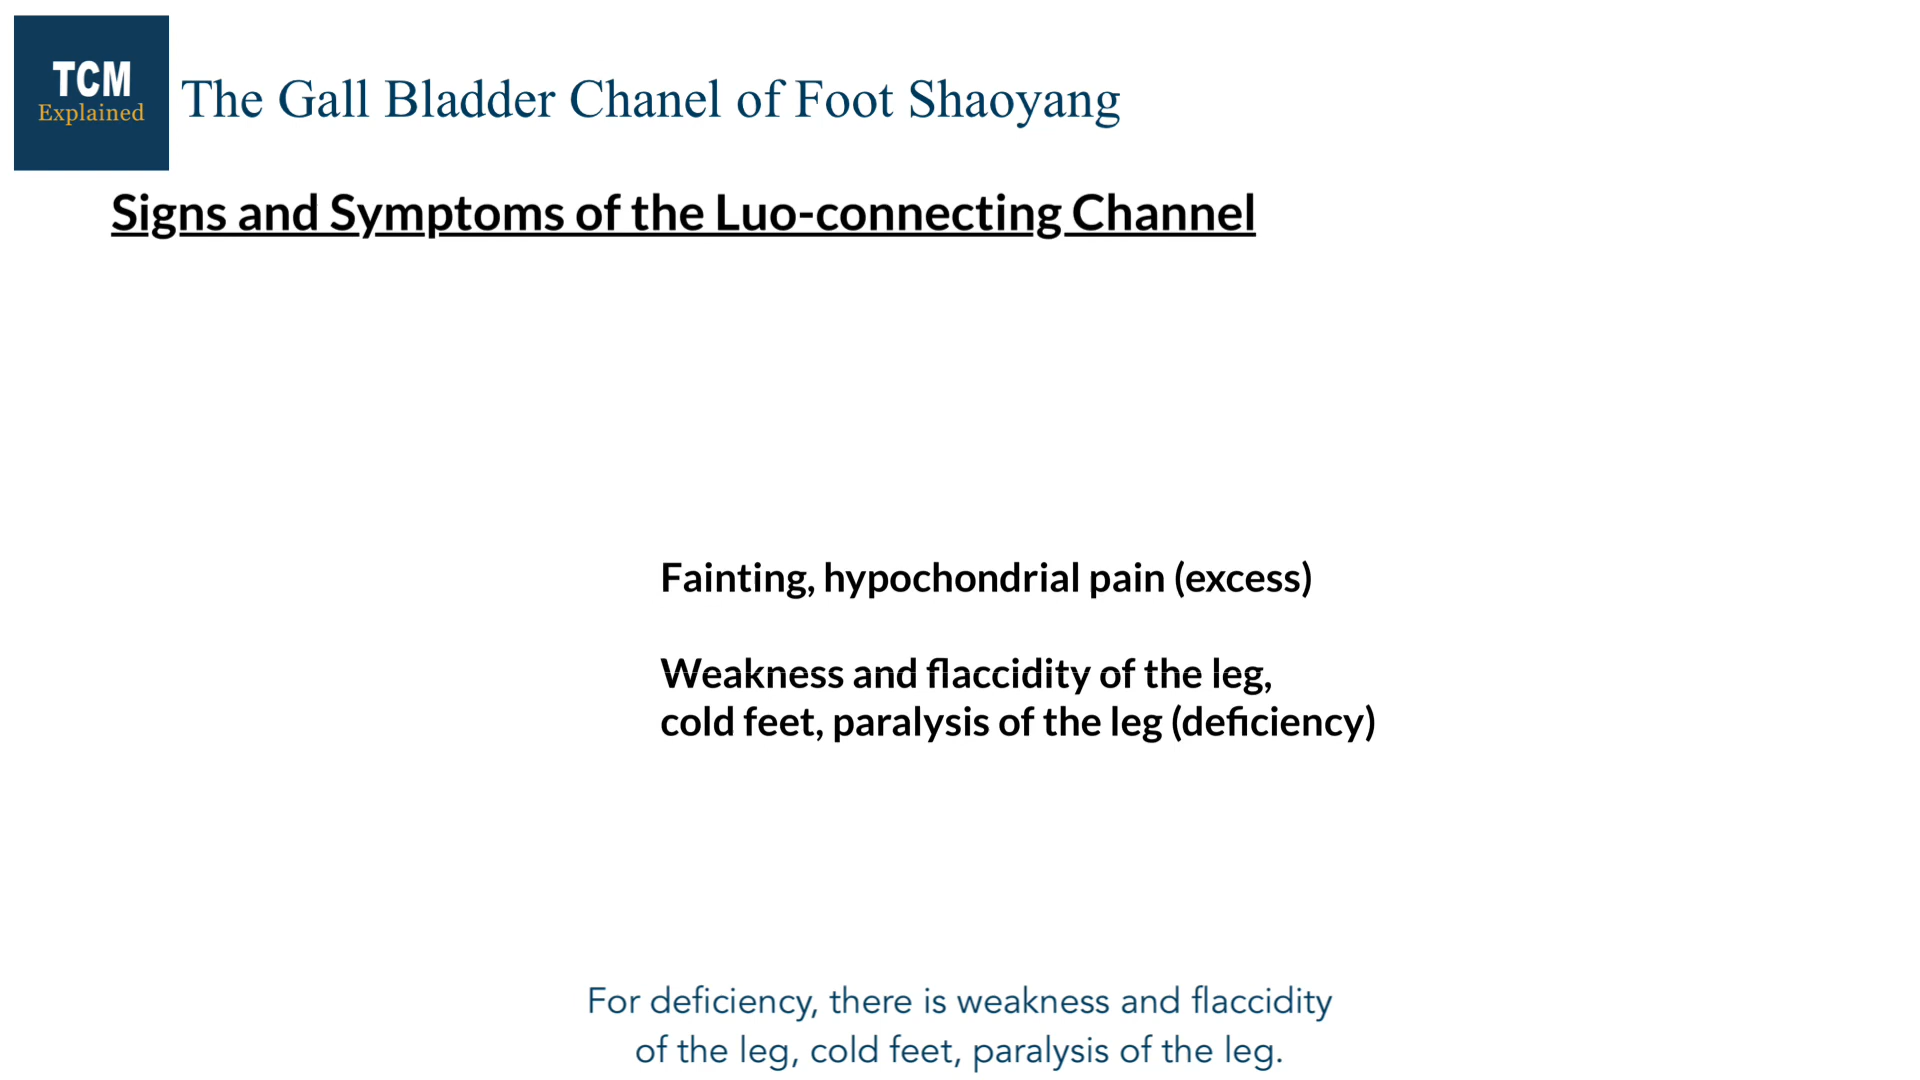 TCM
Explained
The Gall Bladder Chanel of Foot Shaoyang
Signs and Symptoms of the Luo-connecting Channel
Fainting, hypochondrial pain (excess)
Weakness and flaccidity of the leg,
cold feet, paralysis of the leg (deficiency)
For deficiency, there is weakness and flaccidity
of the leg, cold feet, paralysis of the leg.